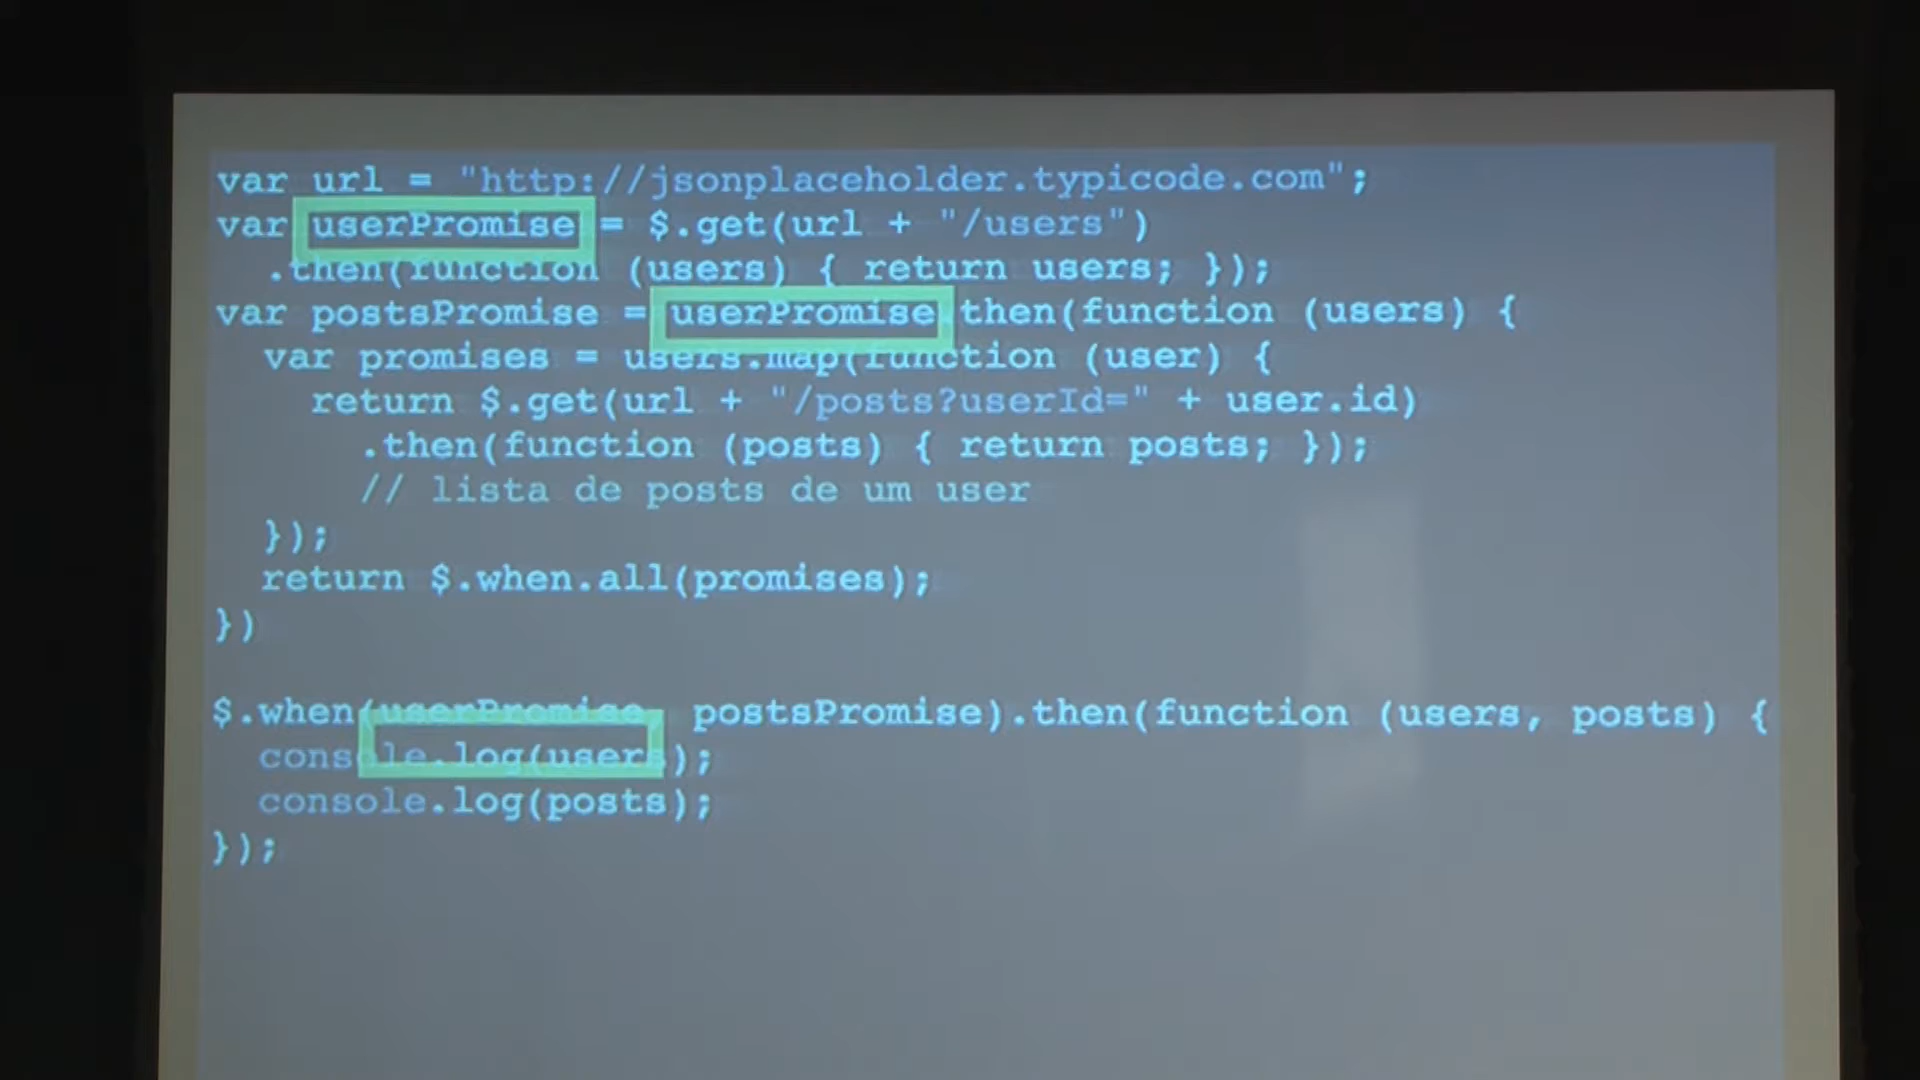 var url = "http://jsonplaceholder.typicode.com";
var userPromise = $.get(url + "/users")
.then(function (users) { return users; });
var postsPromise = userPromise.then(function (users) {
var promises = users.map(function (user) {
return $.get(url + "/posts?userId=" + user.id)
.then(function (posts) { return posts; });
// lista de posts de um user
});
return $.when.all(promises);
})
$.when(userPromise, postsPromise).then(function (users, posts) {
console.log(users);
console.log(posts);
});